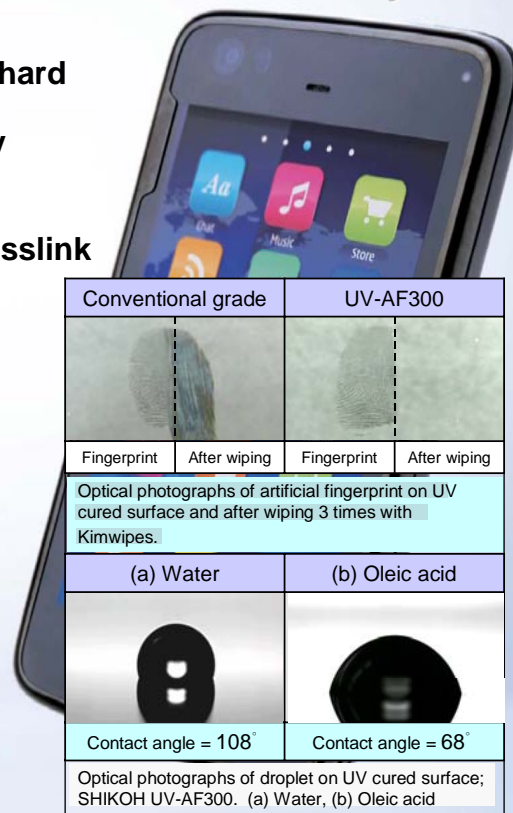 hard
y
sslink
Aa
Chat
Music
Store
Conventional grade
UV-AF300
Fingerprint
After wiping
Fingerprint
After wiping
Optical photographs of artificial fingerprint on UV
cured surface and after wiping 3 times with
Kimwipes.
(a) Water
(b) Oleic acid
Contact angle = 108°
Contact angle = 68°
Optical photographs of droplet on UV cured surface;
SHIKOH UV-AF300. (a) Water, (b) Oleic acid